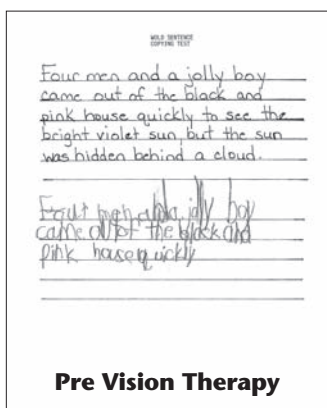 WOLD SENTENCE
COPYING TEST
Four men and a jolly boy
came out of the black and
pink house quickly to see the
bright violet sun, but the sun
was hidden behind a cloud.
Four men and a jolly boy
came out of the black and
pink house quickly
Pre Vision Therapy